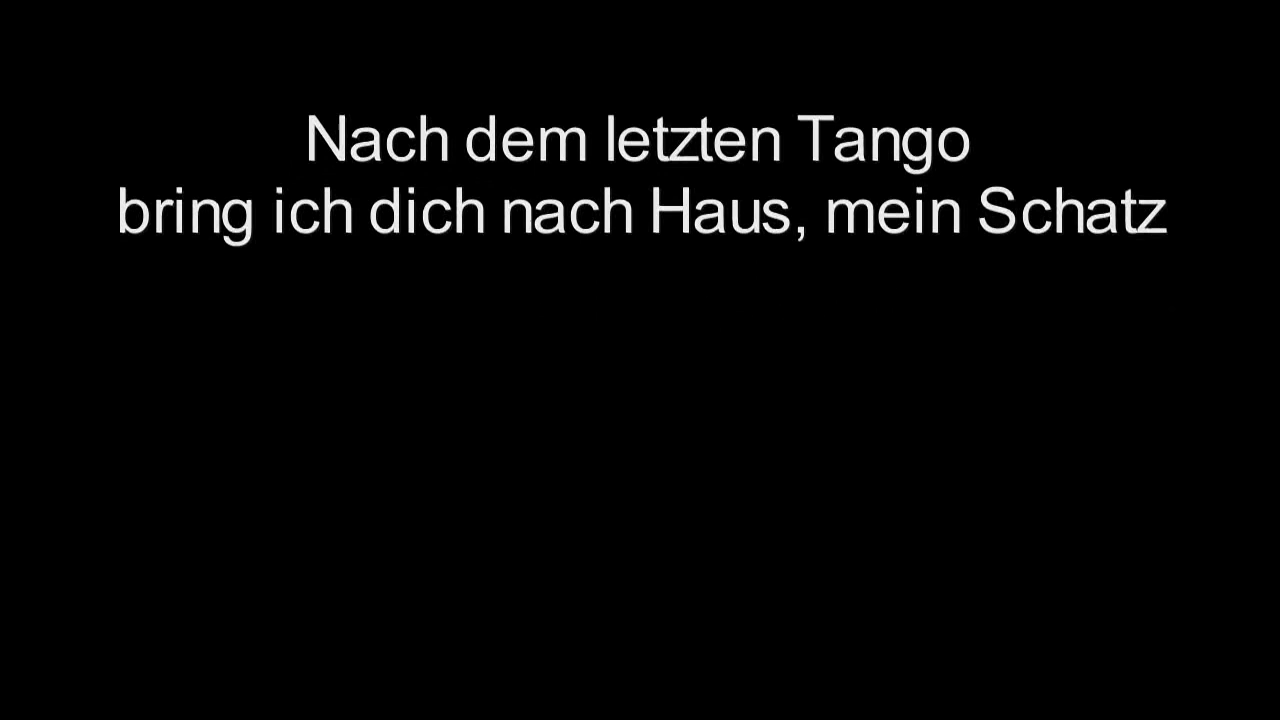 Nach dem letzten Tango
bring ich dich nach Haus, mein Schatz